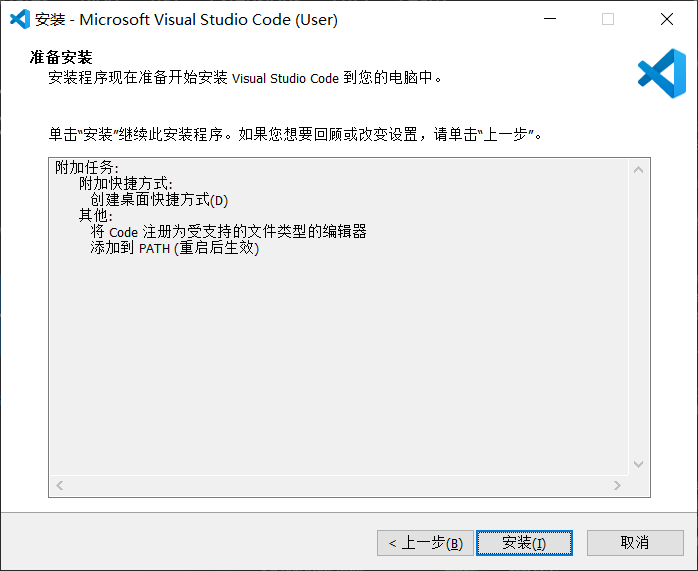 安装 - Microsoft Visual Studio Code (User)
准备安装
安装程序现在准备开始安装 Visual Studio Code 到您的电脑中。
单击“安装”继续此安装程序。如果您想要回顾或改变设置，请单击“上一步”。
附加任务:
附加快捷方式:
创建桌面快捷方式(D)
其他:
将 Code 注册为受支持的文件类型的编辑器
添加到 PATH (重启后生效)
< 上一步(B)
安装(I)
取消